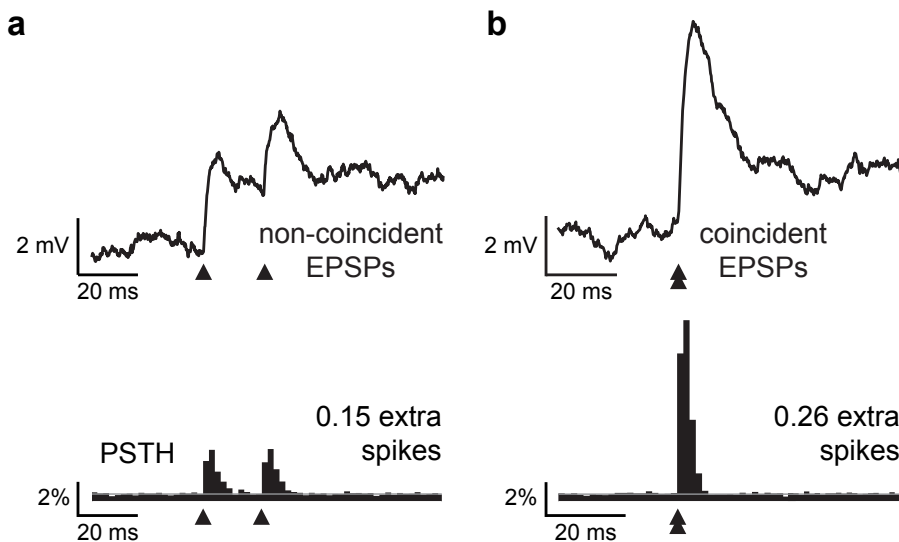 a
2 mV
non-coincident
EPSPs
20 ms
PSTH
0.15 extra
spikes
2%
20 ms
b
2 mV
coincident
EPSPs
20 ms
0.26 extra
spikes
2%
20 ms